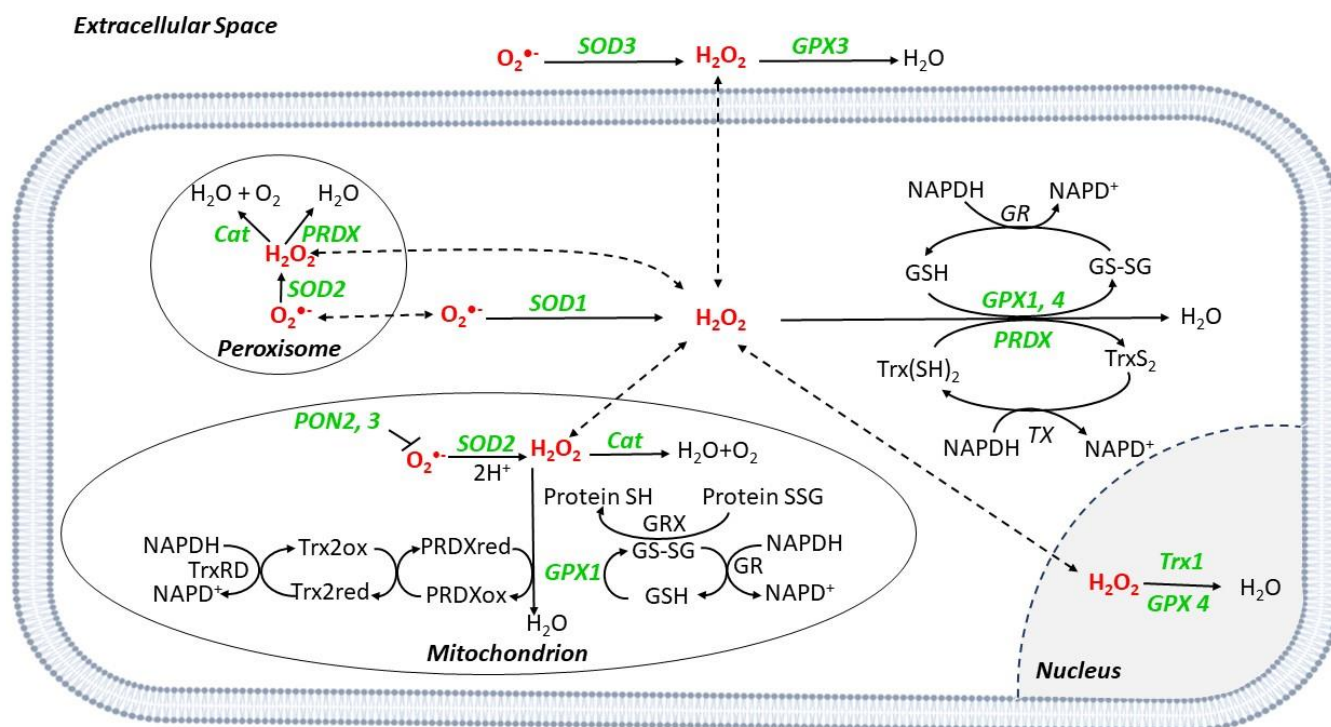 Extracellular Space
O₂•- SOD3 H₂O₂ GPX3 H₂O
H₂O + O₂ H₂O
Cat PRDX
H₂O₂
SOD2
O₂•-
Peroxisome
O₂•- SOD1 H₂O₂
NAPDH NAPD⁺
GR
GSH GS-SG
GPX1, 4
H₂O
PRDX
Trx(SH)₂ TrxS₂
TX
NAPDH NAPD⁺
PON2, 3
O₂•- SOD2 H₂O₂ Cat H₂O+O₂
2H⁺
Protein SH Protein SSG
GRX
NAPDH Trx2ox PRDXred GS-SG NAPDH
TrxRD GPX1 GR
NAPD⁺ Trx2red PRDXox GSH NAPD⁺
H₂O
Mitochondrion
Trx1
H₂O₂ H₂O
GPX 4
Nucleus